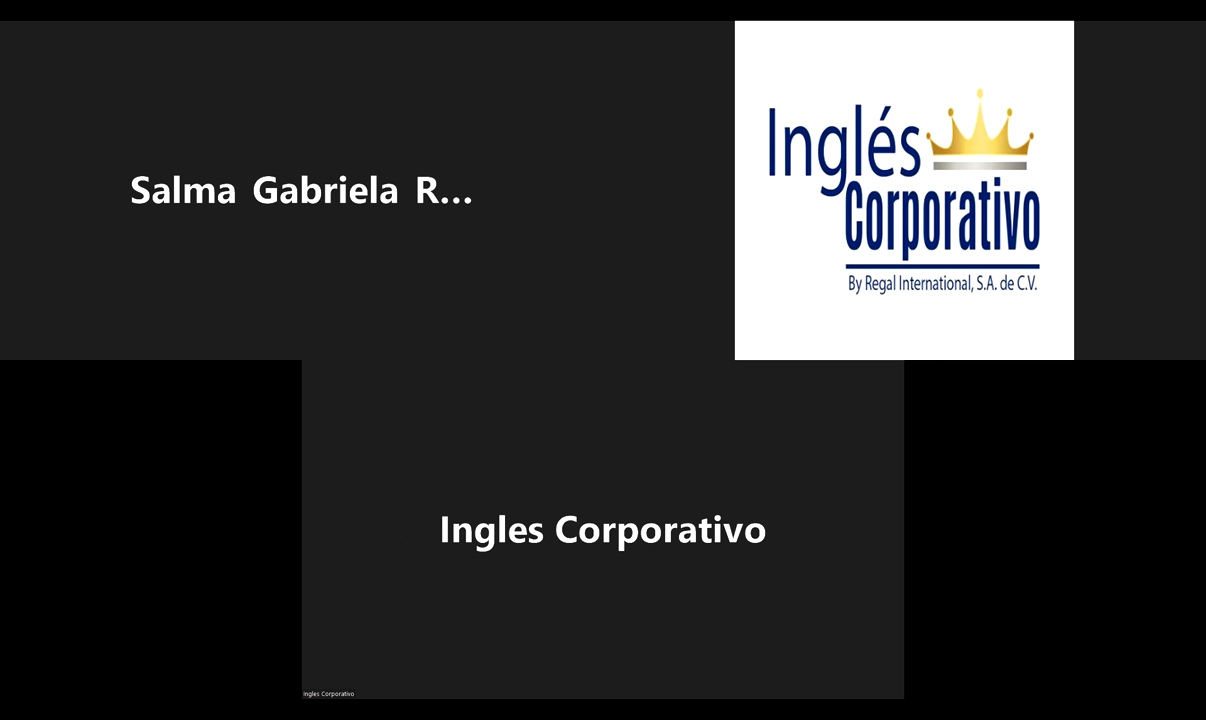 Salma Gabriela R...
Inglés
Corporativo
By Regal International, S.A. de C.V.
Ingles Corporativo
Ingles Corporativo